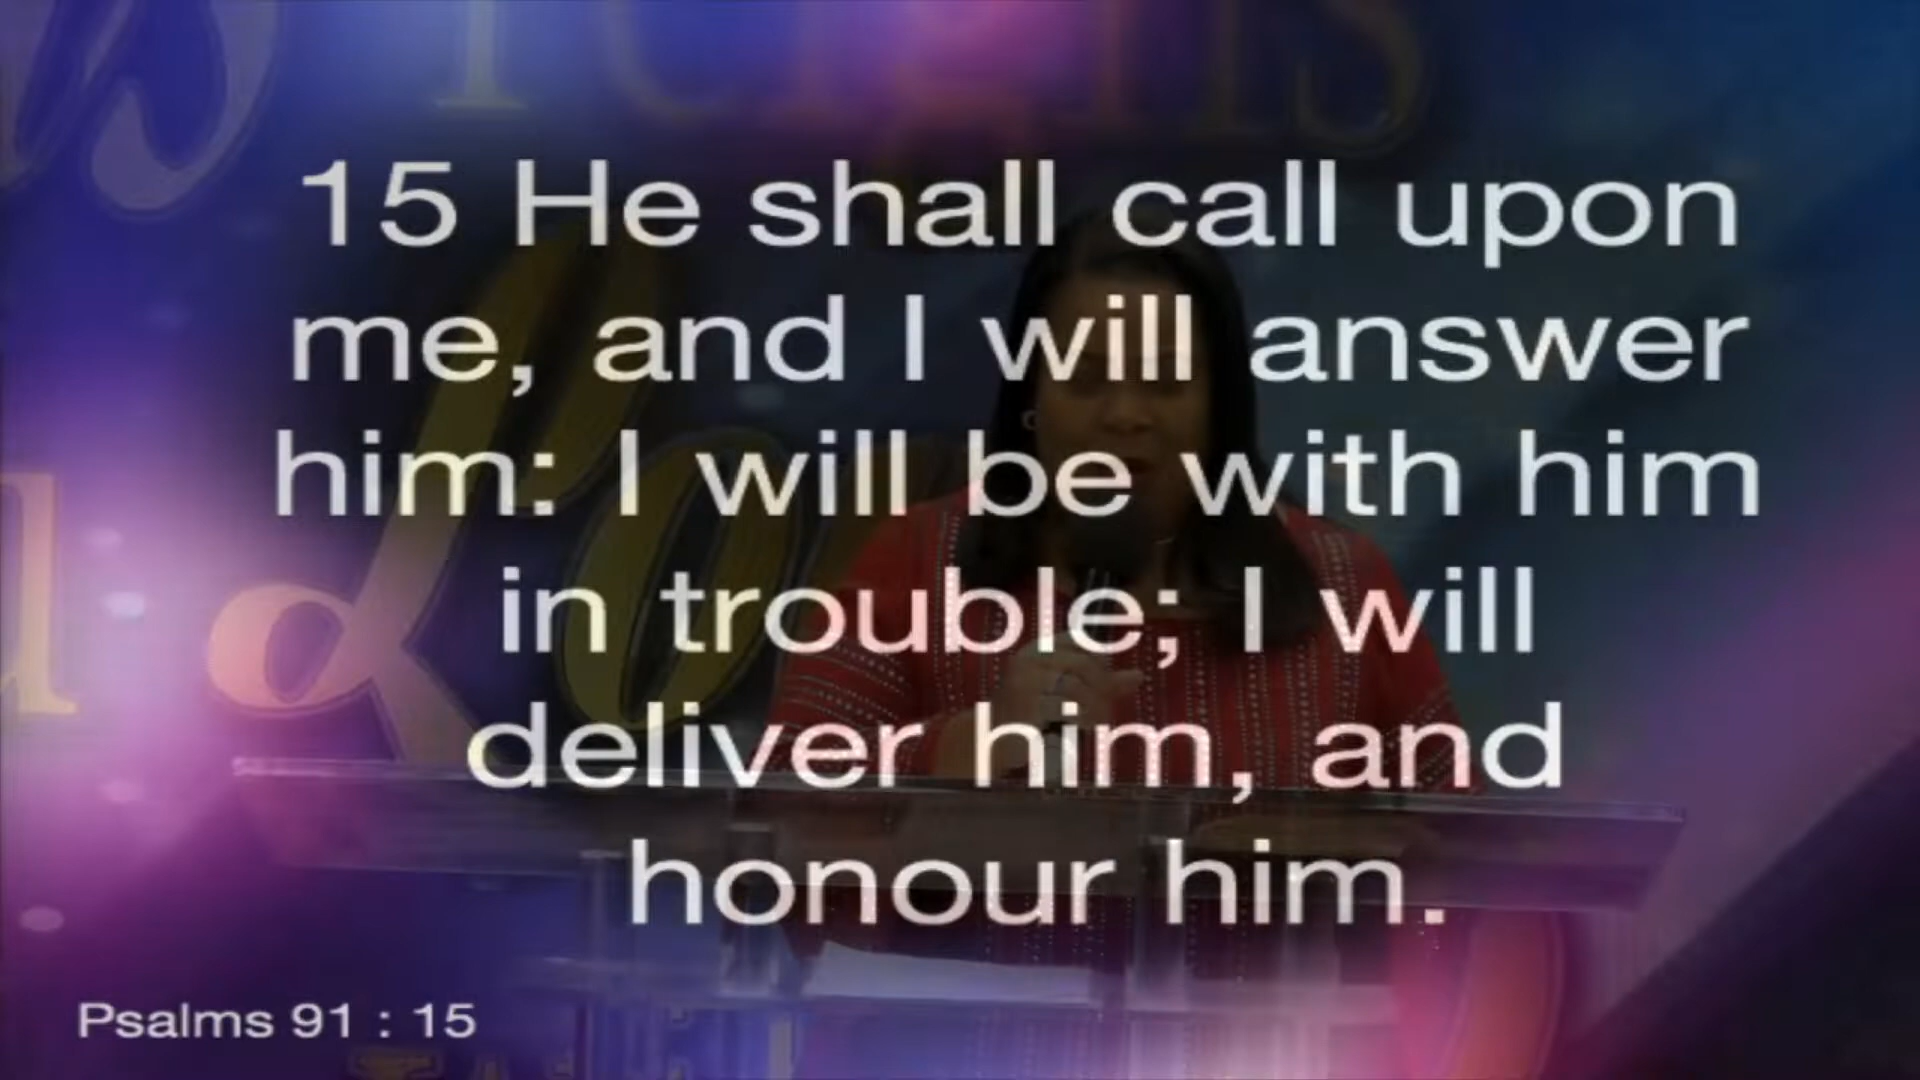 15 He shall call upon
me, and I will answer
him: I will be with him
in trouble; I will
deliver him, and
honour him.
Psalms 91 : 15